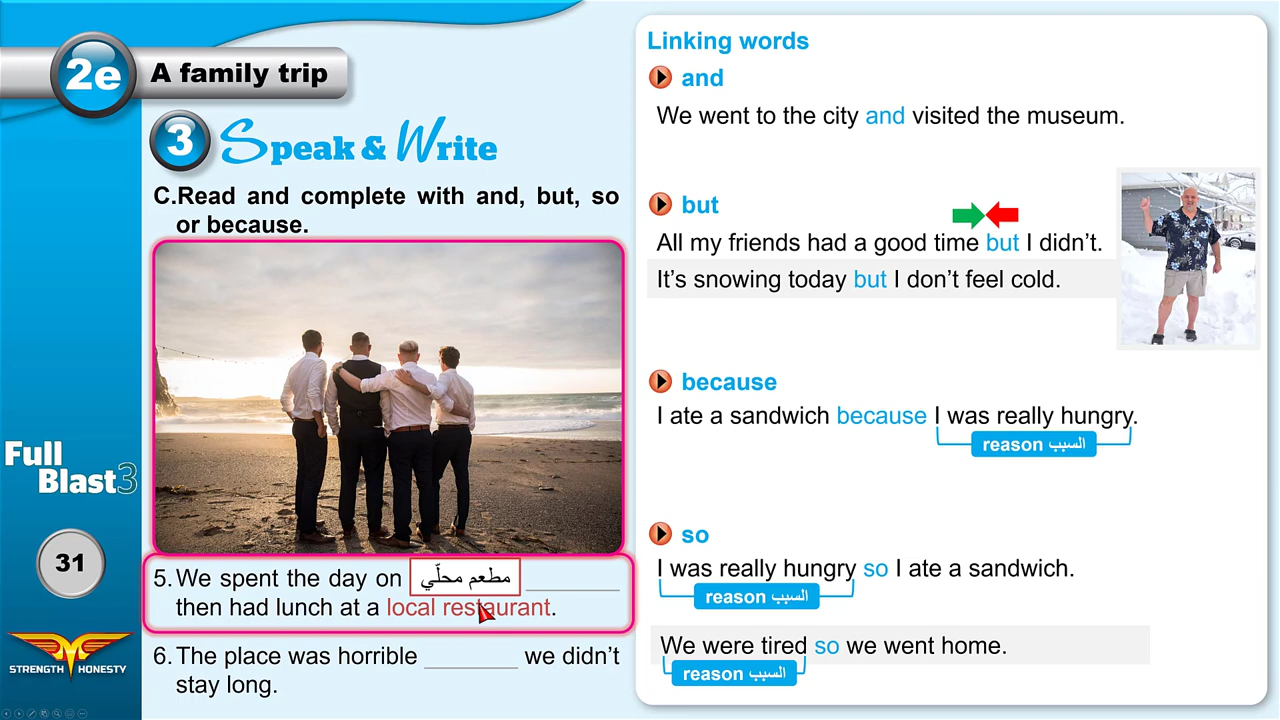 2e A family trip
3 Speak & Write
C.Read and complete with and, but, so
or because.
5. We spent the day on مطعم محلّي ________
then had lunch at a local restaurant.
6. The place was horrible ________ we didn't
stay long.
Full
Blast3
31
STRENGTH HONESTY
Linking words
and
We went to the city and visited the museum.
but
All my friends had a good time but I didn't.
It's snowing today but I don't feel cold.
because
I ate a sandwich because I was really hungry.
reason السبب
so
I was really hungry so I ate a sandwich.
reason السبب
We were tired so we went home.
reason السبب